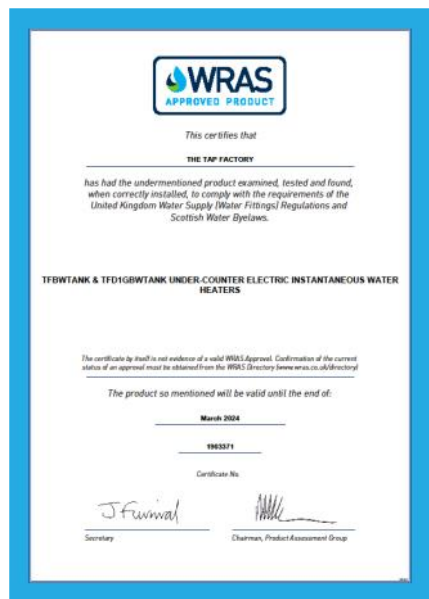 WRAS
APPROVED PRODUCT
This certifies that
THE TAP FACTORY
has had the undermentioned product examined, tested and found,
when correctly installed, to comply with the requirements of the
United Kingdom Water Supply (Water Fittings) Regulations and
Scottish Water Byelaws.
TFBWTANK & TFD1GBWTANK UNDER-COUNTER ELECTRIC INSTANTANEOUS WATER
HEATERS
The certificate by itself is not evidence of a valid WRAS Approval. Confirmation of the current
status of an approval must be obtained from the WRAS Directory (www.wras.co.uk/directory)
The product so mentioned will be valid until the end of:
March 2024
1903371
Certificate No.
J Furnival
Secretary
Chairman, Product Assessment Group